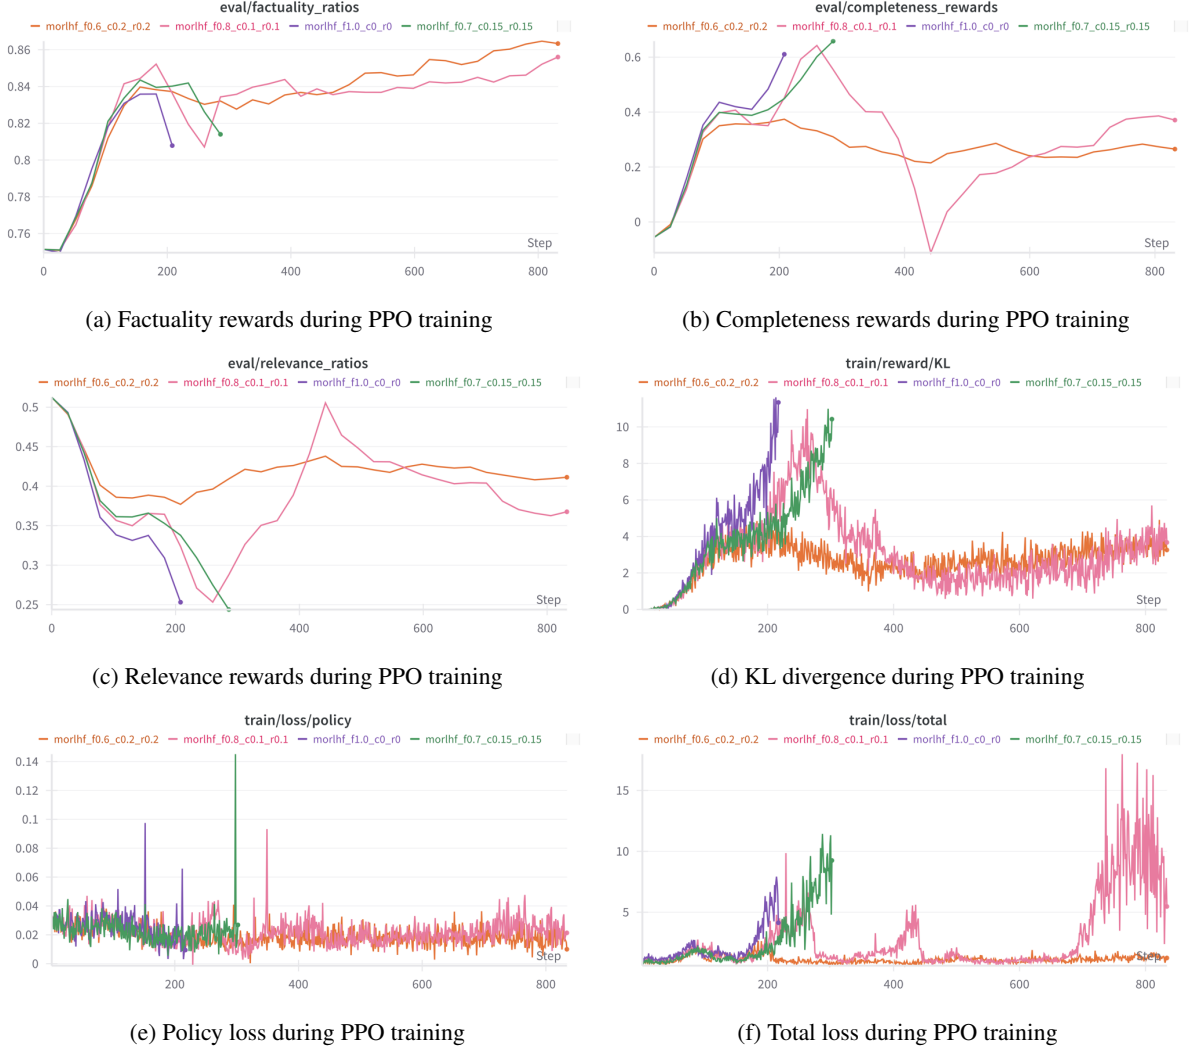 eval/factuality_ratios
morlhf_f0.6_c0.2_r0.2 morlhf_f0.8_c0.1_r0.1 morlhf_f1.0_c0_r0 morlhf_f0.7_c0.15_r0.15
0.86
0.84
0.82
0.8
0.78
0.76
Step
0 200 400 600 800
(a) Factuality rewards during PPO training
eval/completeness_rewards
morlhf_f0.6_c0.2_r0.2 morlhf_f0.8_c0.1_r0.1 morlhf_f1.0_c0_r0 morlhf_f0.7_c0.15_r0.15
0.6
0.4
0.2
0
Step
0 200 400 600 800
(b) Completeness rewards during PPO training
eval/relevance_ratios
morlhf_f0.6_c0.2_r0.2 morlhf_f0.8_c0.1_r0.1 morlhf_f1.0_c0_r0 morlhf_f0.7_c0.15_r0.15
0.5
0.45
0.4
0.35
0.3
0.25
Step
0 200 400 600 800
(c) Relevance rewards during PPO training
train/reward/KL
morlhf_f0.6_c0.2_r0.2 morlhf_f0.8_c0.1_r0.1 morlhf_f1.0_c0_r0 morlhf_f0.7_c0.15_r0.15
10
8
6
4
2
0
Step
200 400 600 800
(d) KL divergence during PPO training
train/loss/policy
morlhf_f0.6_c0.2_r0.2 morlhf_f0.8_c0.1_r0.1 morlhf_f1.0_c0_r0 morlhf_f0.7_c0.15_r0.15
0.14
0.12
0.1
0.08
0.06
0.04
0.02
0
Step
200 400 600 800
(e) Policy loss during PPO training
train/loss/total
morlhf_f0.6_c0.2_r0.2 morlhf_f0.8_c0.1_r0.1 morlhf_f1.0_c0_r0 morlhf_f0.7_c0.15_r0.15
15
10
5
Step
200 400 600 800
(f) Total loss during PPO training